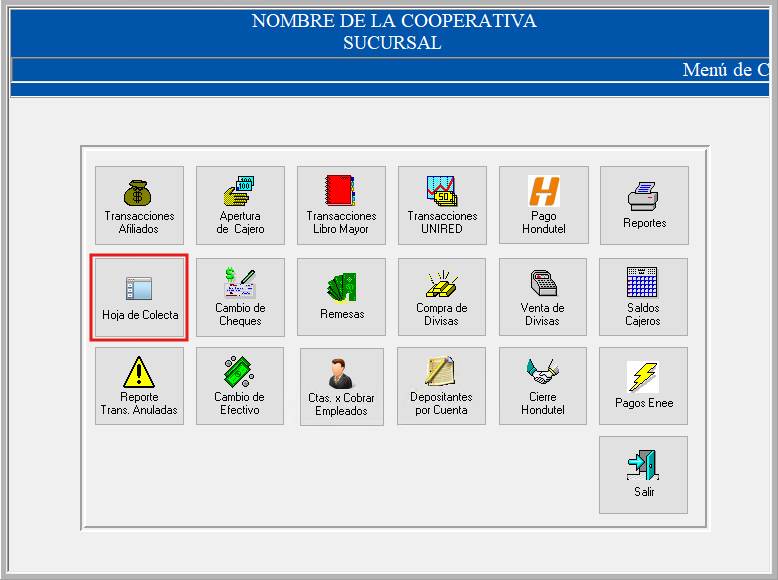 NOMBRE DE LA COOPERATIVA
SUCURSAL
Menú de C
Transacciones
Afiliados
Apertura
de Cajero
Transacciones
Libro Mayor
Transacciones
UNIRED
Pago
Hondutel
Reportes
Hoja de Colecta
Cambio de
Cheques
Remesas
Compra de
Divisas
Venta de
Divisas
Saldos
Cajeros
Reporte
Trans. Anuladas
Cambio de
Efectivo
Ctas. x Cobrar
Empleados
Depositantes
por Cuenta
Cierre
Hondutel
Pagos Enee
Salir